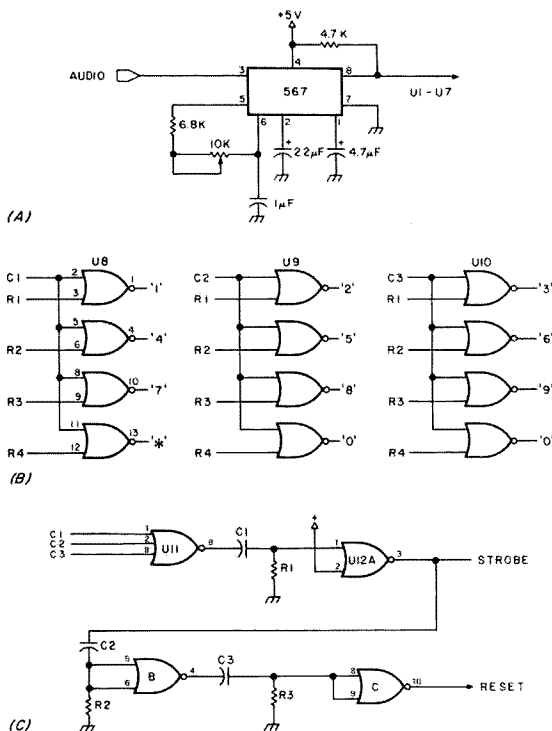 +5V
4.7K
4
AUDIO
3
567
8
U1-U7
5
6
2
1
7
6.8K
10K
+
22µF
+
4.7µF
1µF
(A)
U8
U9
U10
C1
2
1
'1'
C2
'2'
C3
'3'
R1
3
R1
R1
5
4
'4'
'5'
'6'
R2
6
R2
R2
8
10
'7'
'8'
'9'
R3
9
R3
R3
11
13
'*'
'0'
'0'
R4
12
R4
R4
(B)
C1
1
C2
2
U11
C3
8
C1
+
1
U12A
3
STROBE
2
R1
C2
5
B
4
C3
8
C
10
RESET
6
9
R2
R3
(C)